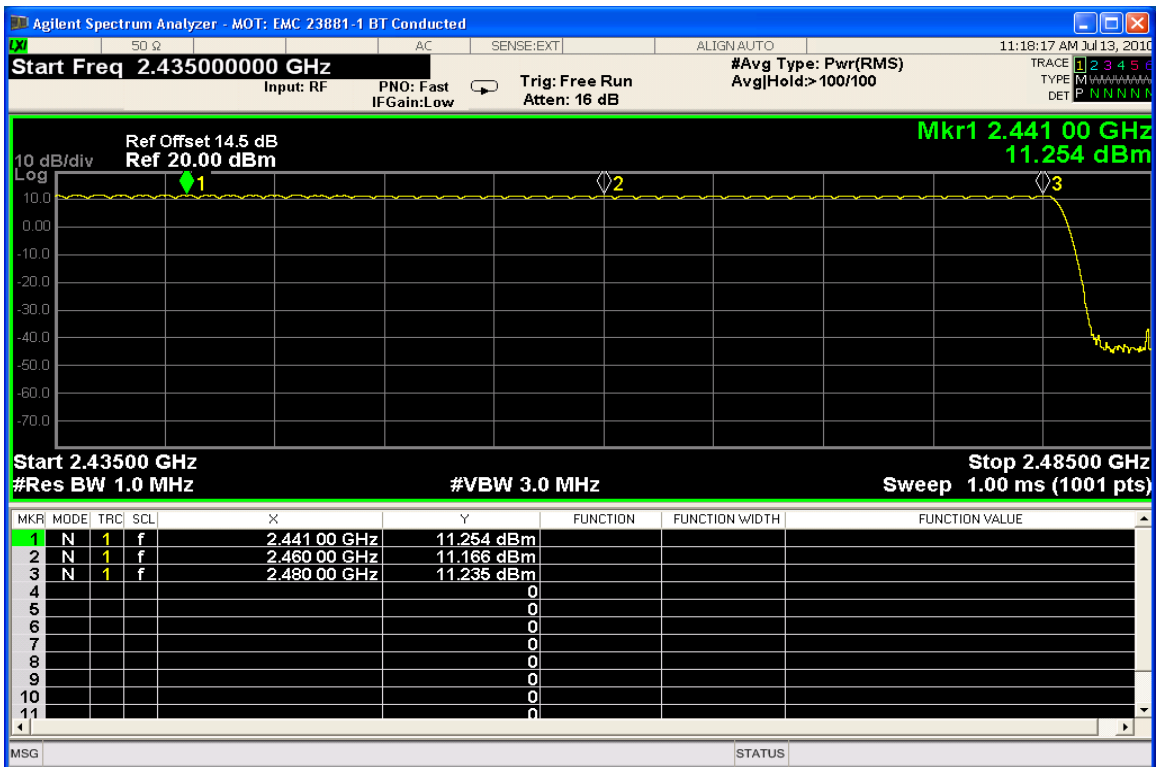 Agilent Spectrum Analyzer - MOT: EMC 23881-1 BT Conducted
LXI 50 Ω AC SENSE:EXT ALIGN AUTO 11:18:17 AM Jul 13, 2010
Start Freq 2.435000000 GHz
Input: RF
PNO: Fast
IFGain:Low
Trig: Free Run
Atten: 16 dB
#Avg Type: Pwr(RMS)
Avg|Hold:>100/100
TRACE 1 2 3 4 5 6
TYPE M
DET P N N N N N
Mkr1 2.441 00 GHz
11.254 dBm
Ref Offset 14.5 dB
10 dB/div Ref 20.00 dBm
Log
1 2 3
10.0
0.00
-10.0
-20.0
-30.0
-40.0
-50.0
-60.0
-70.0
Start 2.43500 GHz Stop 2.48500 GHz
#Res BW 1.0 MHz #VBW 3.0 MHz Sweep 1.00 ms (1001 pts)
MKR MODE TRC SCL X Y FUNCTION FUNCTION WIDTH FUNCTION VALUE
1 N 1 f 2.441 00 GHz 11.254 dBm
2 N 1 f 2.460 00 GHz 11.166 dBm
3 N 1 f 2.480 00 GHz 11.235 dBm
4 0
5 0
6 0
7 0
8 0
9 0
10 0
11 0
MSG STATUS